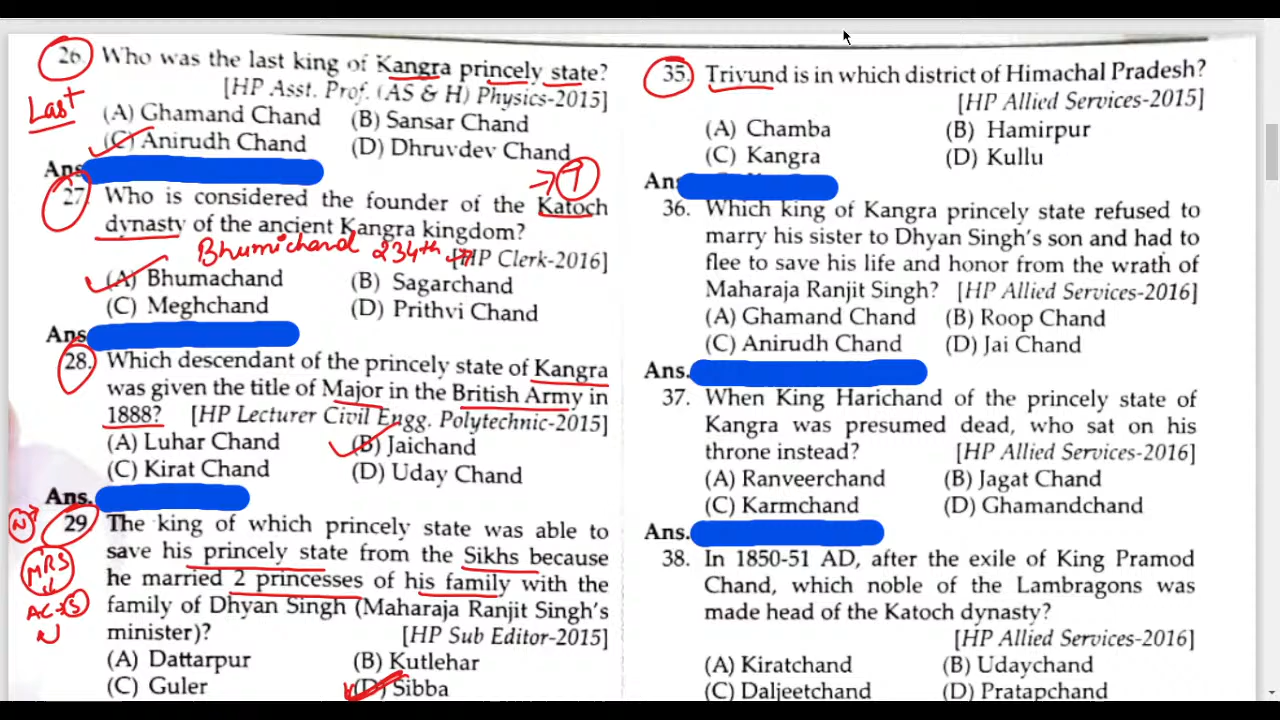 26. Who was the last king of Kangra princely state?
[HP Asst. Prof. (AS & H) Physics-2015]
Last
(A) Ghamand Chand (B) Sansar Chand
(C) Anirudh Chand (D) Dhruvdev Chand
Ans
T
27. Who is considered the founder of the Katoch
dynasty of the ancient Kangra kingdom?
Bhumichand 234th
[HP Clerk-2016]
(A) Bhumachand (B) Sagarchand
(C) Meghchand (D) Prithvi Chand
Ans
28. Which descendant of the princely state of Kangra
was given the title of Major in the British Army in
1888? [HP Lecturer Civil Engg. Polytechnic-2015]
(A) Luhar Chand (B) Jaichand
(C) Kirat Chand (D) Uday Chand
Ans.
N
29 The king of which princely state was able to
save his princely state from the Sikhs because
MRS
he married 2 princesses of his family with the
AC → S
family of Dhyan Singh (Maharaja Ranjit Singh's
N
minister)? [HP Sub Editor-2015]
(A) Dattarpur (B) Kutlehar
(C) Guler (D) Sibba
35. Trivund is in which district of Himachal Pradesh?
[HP Allied Services-2015]
(A) Chamba (B) Hamirpur
(C) Kangra (D) Kullu
An
36. Which king of Kangra princely state refused to
marry his sister to Dhyan Singh's son and had to
flee to save his life and honor from the wrath of
Maharaja Ranjit Singh? [HP Allied Services-2016]
(A) Ghamand Chand (B) Roop Chand
(C) Anirudh Chand (D) Jai Chand
Ans.
37. When King Harichand of the princely state of
Kangra was presumed dead, who sat on his
throne instead? [HP Allied Services-2016]
(A) Ranveerchand (B) Jagat Chand
(C) Karmchand (D) Ghamandchand
Ans.
38. In 1850-51 AD, after the exile of King Pramod
Chand, which noble of the Lambragons was
made head of the Katoch dynasty?
[HP Allied Services-2016]
(A) Kiratchand (B) Udaychand
(C) Daljeetchand (D) Pratapchand